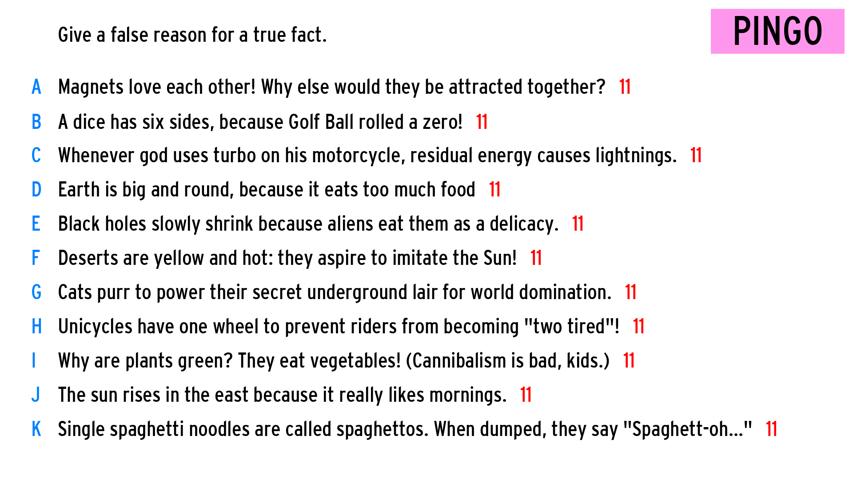 Give a false reason for a true fact.
PINGO
A Magnets love each other! Why else would they be attracted together? 11
B A dice has six sides, because Golf Ball rolled a zero! 11
C Whenever god uses turbo on his motorcycle, residual energy causes lightnings. 11
D Earth is big and round, because it eats too much food 11
E Black holes slowly shrink because aliens eat them as a delicacy. 11
F Deserts are yellow and hot: they aspire to imitate the Sun! 11
G Cats purr to power their secret underground lair for world domination. 11
H Unicycles have one wheel to prevent riders from becoming "two tired"! 11
I Why are plants green? They eat vegetables! (Cannibalism is bad, kids.) 11
J The sun rises in the east because it really likes mornings. 11
K Single spaghetti noodles are called spaghettos. When dumped, they say "Spaghett-oh..." 11